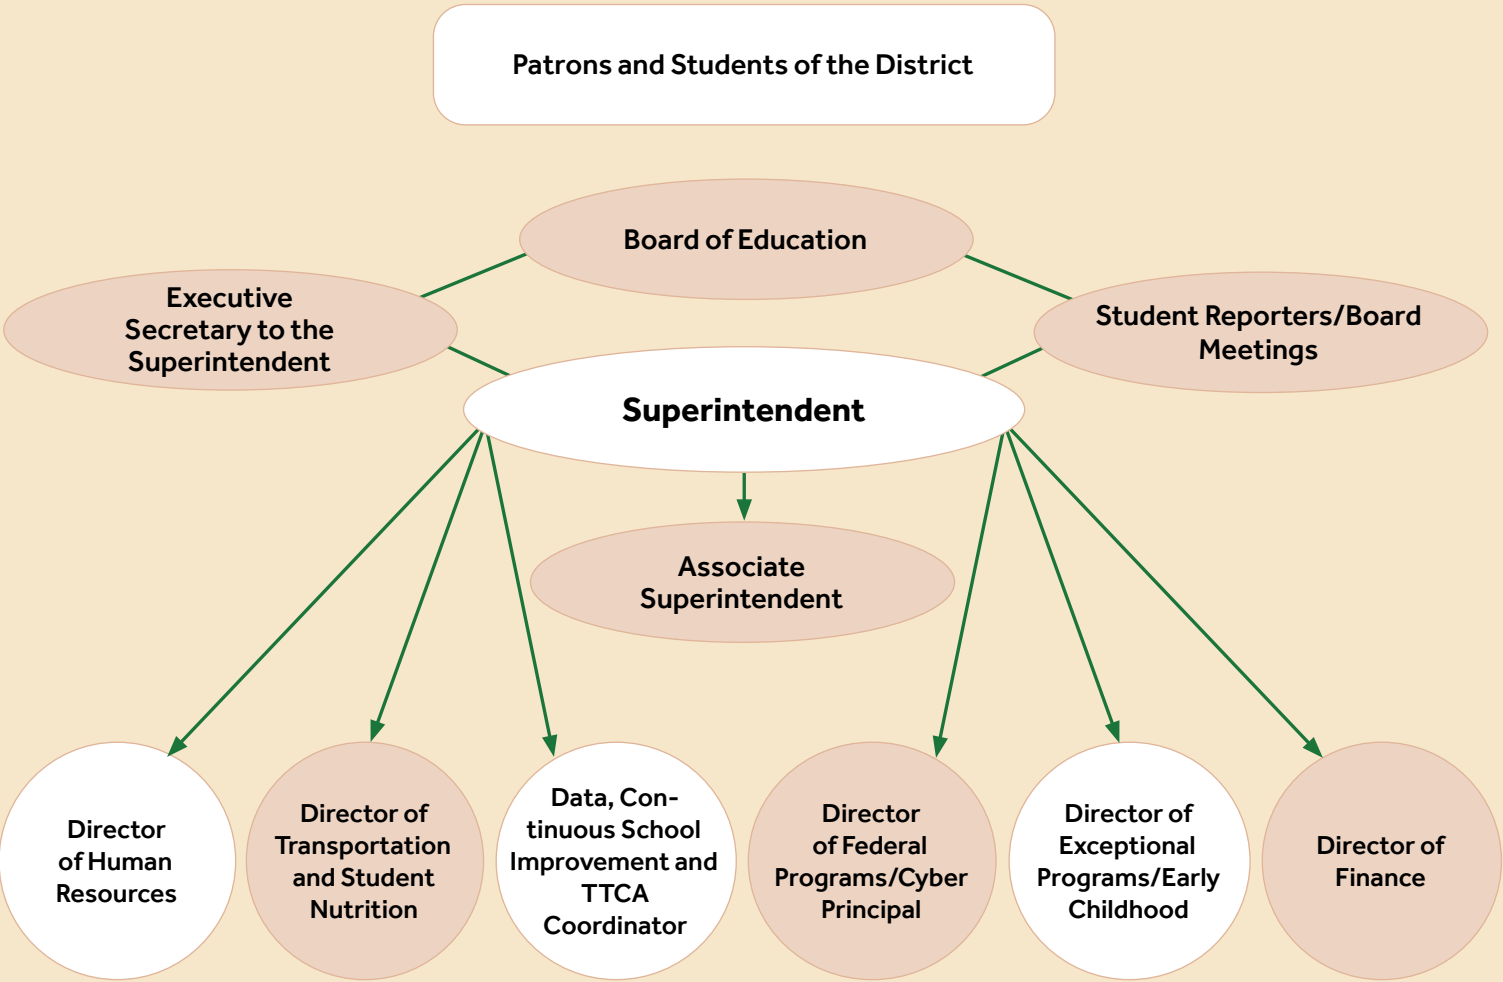 Patrons and Students of the District
Board of Education
Executive
Secretary to the
Superintendent
Student Reporters/Board
Meetings
Superintendent
Associate
Superintendent
Director
of Human
Resources
Director of
Transportation
and Student
Nutrition
Data, Con-
tinuous School
Improvement and
TTCA
Coordinator
Director
of Federal
Programs/Cyber
Principal
Director of
Exceptional
Programs/Early
Childhood
Director of
Finance